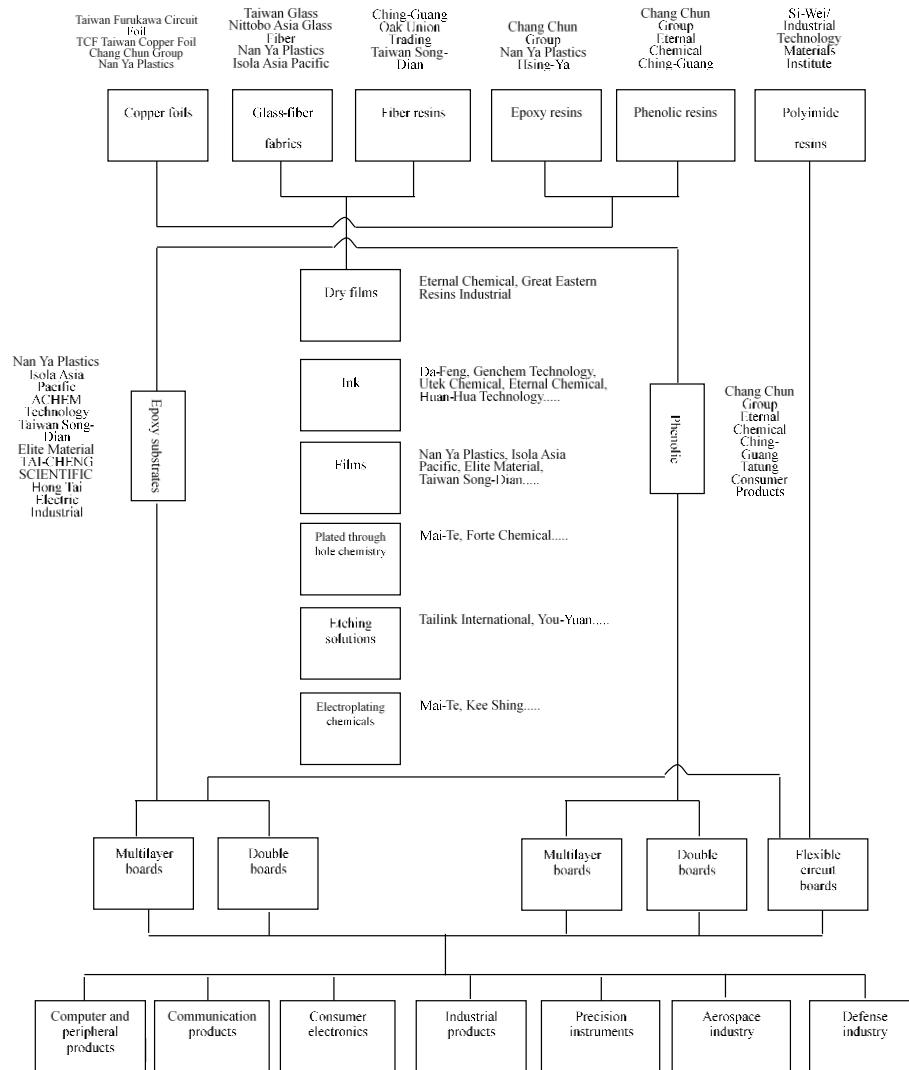 Taiwan Furukawa Circuit
Foil
TCF Taiwan Copper Foil
Chang Chun Group
Nan Ya Plastics
Taiwan Glass
Nittobo Asia Glass
Fiber
Nan Ya Plastics
Isola Asia Pacific
Ching-Guang
Oak Union
Trading
Taiwan Song-
Dian
Chang Chun
Group
Nan Ya Plastics
Hsing-Ya
Chang Chun
Group
Eternal
Chemical
Ching-Guang
Si-Wei/
Industrial
Technology
Materials
Institute
Copper foils
Glass-fiber
fabrics
Fiber resins
Epoxy resins
Phenolic resins
Polyimide
resins
Dry films
Eternal Chemical, Great Eastern
Resins Industrial
Nan Ya Plastics
Isola Asia
Pacific
ACHEM
Technology
Taiwan Song-
Dian
Elite Material
TAI-CHENG
SCIENTIFIC
Hong Tai
Electric
Industrial
Epoxy substrates
Ink
Da-Feng, Genchem Technology,
Utek Chemical, Eternal Chemical,
Huan-Hua Technology.....
Films
Nan Ya Plastics, Isola Asia
Pacific, Elite Material,
Taiwan Song-Dian.....
Phenolic
Chang Chun
Group
Eternal
Chemical
Ching-
Guang
Tatung
Consumer
Products
Plated through
hole chemistry
Mai-Te, Forte Chemical.....
Etching
solutions
Tailink International, You-Yuan.....
Electroplating
chemicals
Mai-Te, Kee Shing.....
Multilayer
boards
Double
boards
Multilayer
boards
Double
boards
Flexible
circuit
boards
Computer and
peripheral
products
Communication
products
Consumer
electronics
Industrial
products
Precision
instruments
Aerospace
industry
Defense
industry